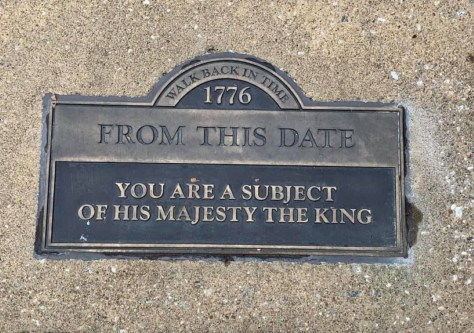 WALK BACK IN TIME
1776
FROM THIS DATE
YOU ARE A SUBJECT
OF HIS MAJESTY THE KING